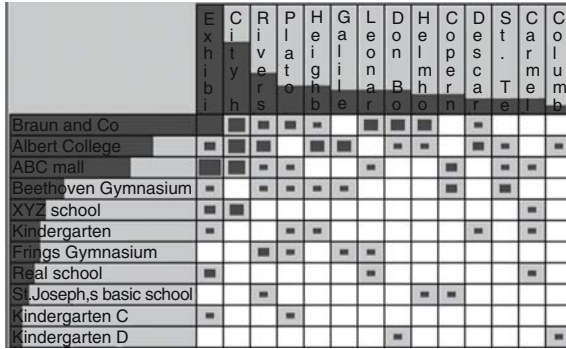 Exhibi
City h
Rivers
Plato.
Heighb
Galile
Leonar
Don Bo
Helmho
Copern
Descar
St. Te
Carmel
Columb
Braun and Co
Albert College
ABC mall
Beethoven Gymnasium
XYZ school
Kindergarten
Frings Gymnasium
Real school
St.Joseph,s basic school
Kindergarten C
Kindergarten D